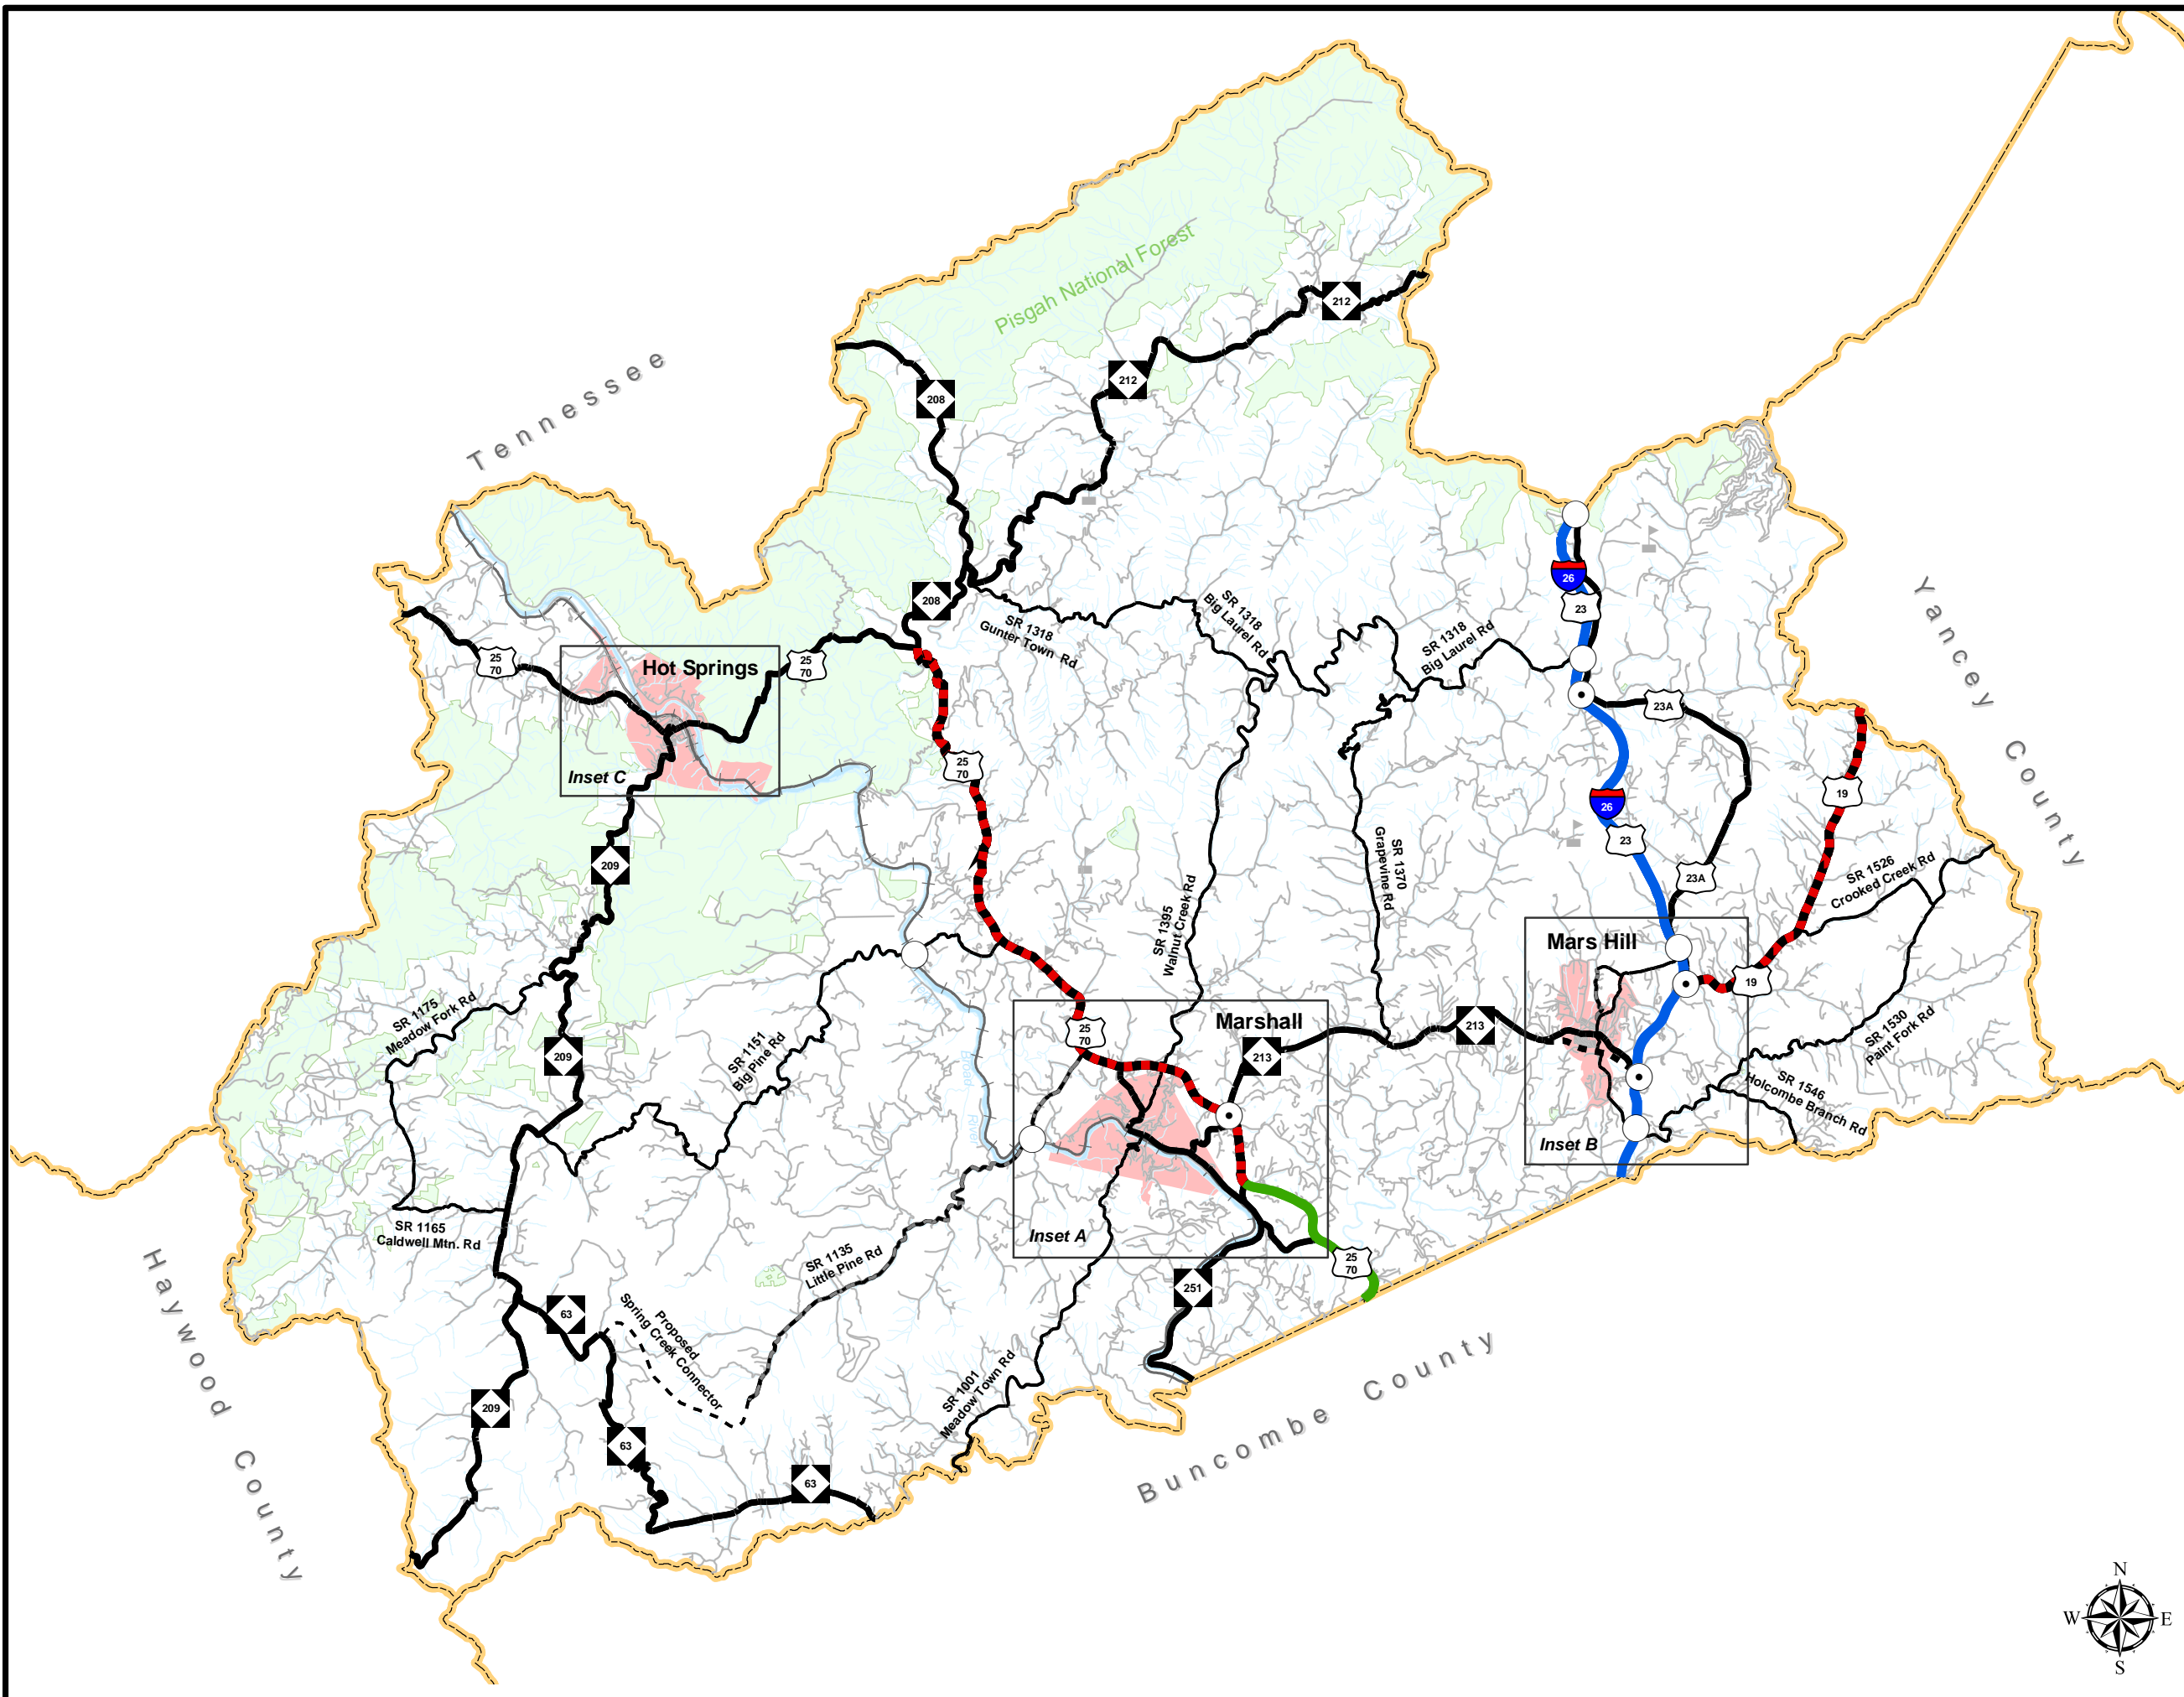 Pisgah National Forest
212
212
208
Tennessee
26
23
208
SR 1318
Gunter Town Rd
SR 1318
Big Laurel Rd
SR 1318
Big Laurel Rd
Yancey County
25
70
Hot Springs
25
70
Inset C
23A
25
70
19
26
23
209
SR 1370
Grapevine Rd
23A
SR 1526
Crooked Creek Rd
SR 1395
Walnut Creek Rd
Mars Hill
19
SR 1175
Meadow Fork Rd
209
SR 1151
Big Pine Rd
25
70
Marshall
213
213
SR 1530
Paint Fork Rd
SR 1546
Holcombe Branch Rd
Broad River
Inset B
SR 1165
Caldwell Mtn. Rd
Inset A
SR 1135
Little Pine Rd
25
70
251
63
Proposed
Spring Creek Connector
Haywood County
209
63
SR 1001
Meadow Town Rd
63
Buncombe County
N
W
E
S